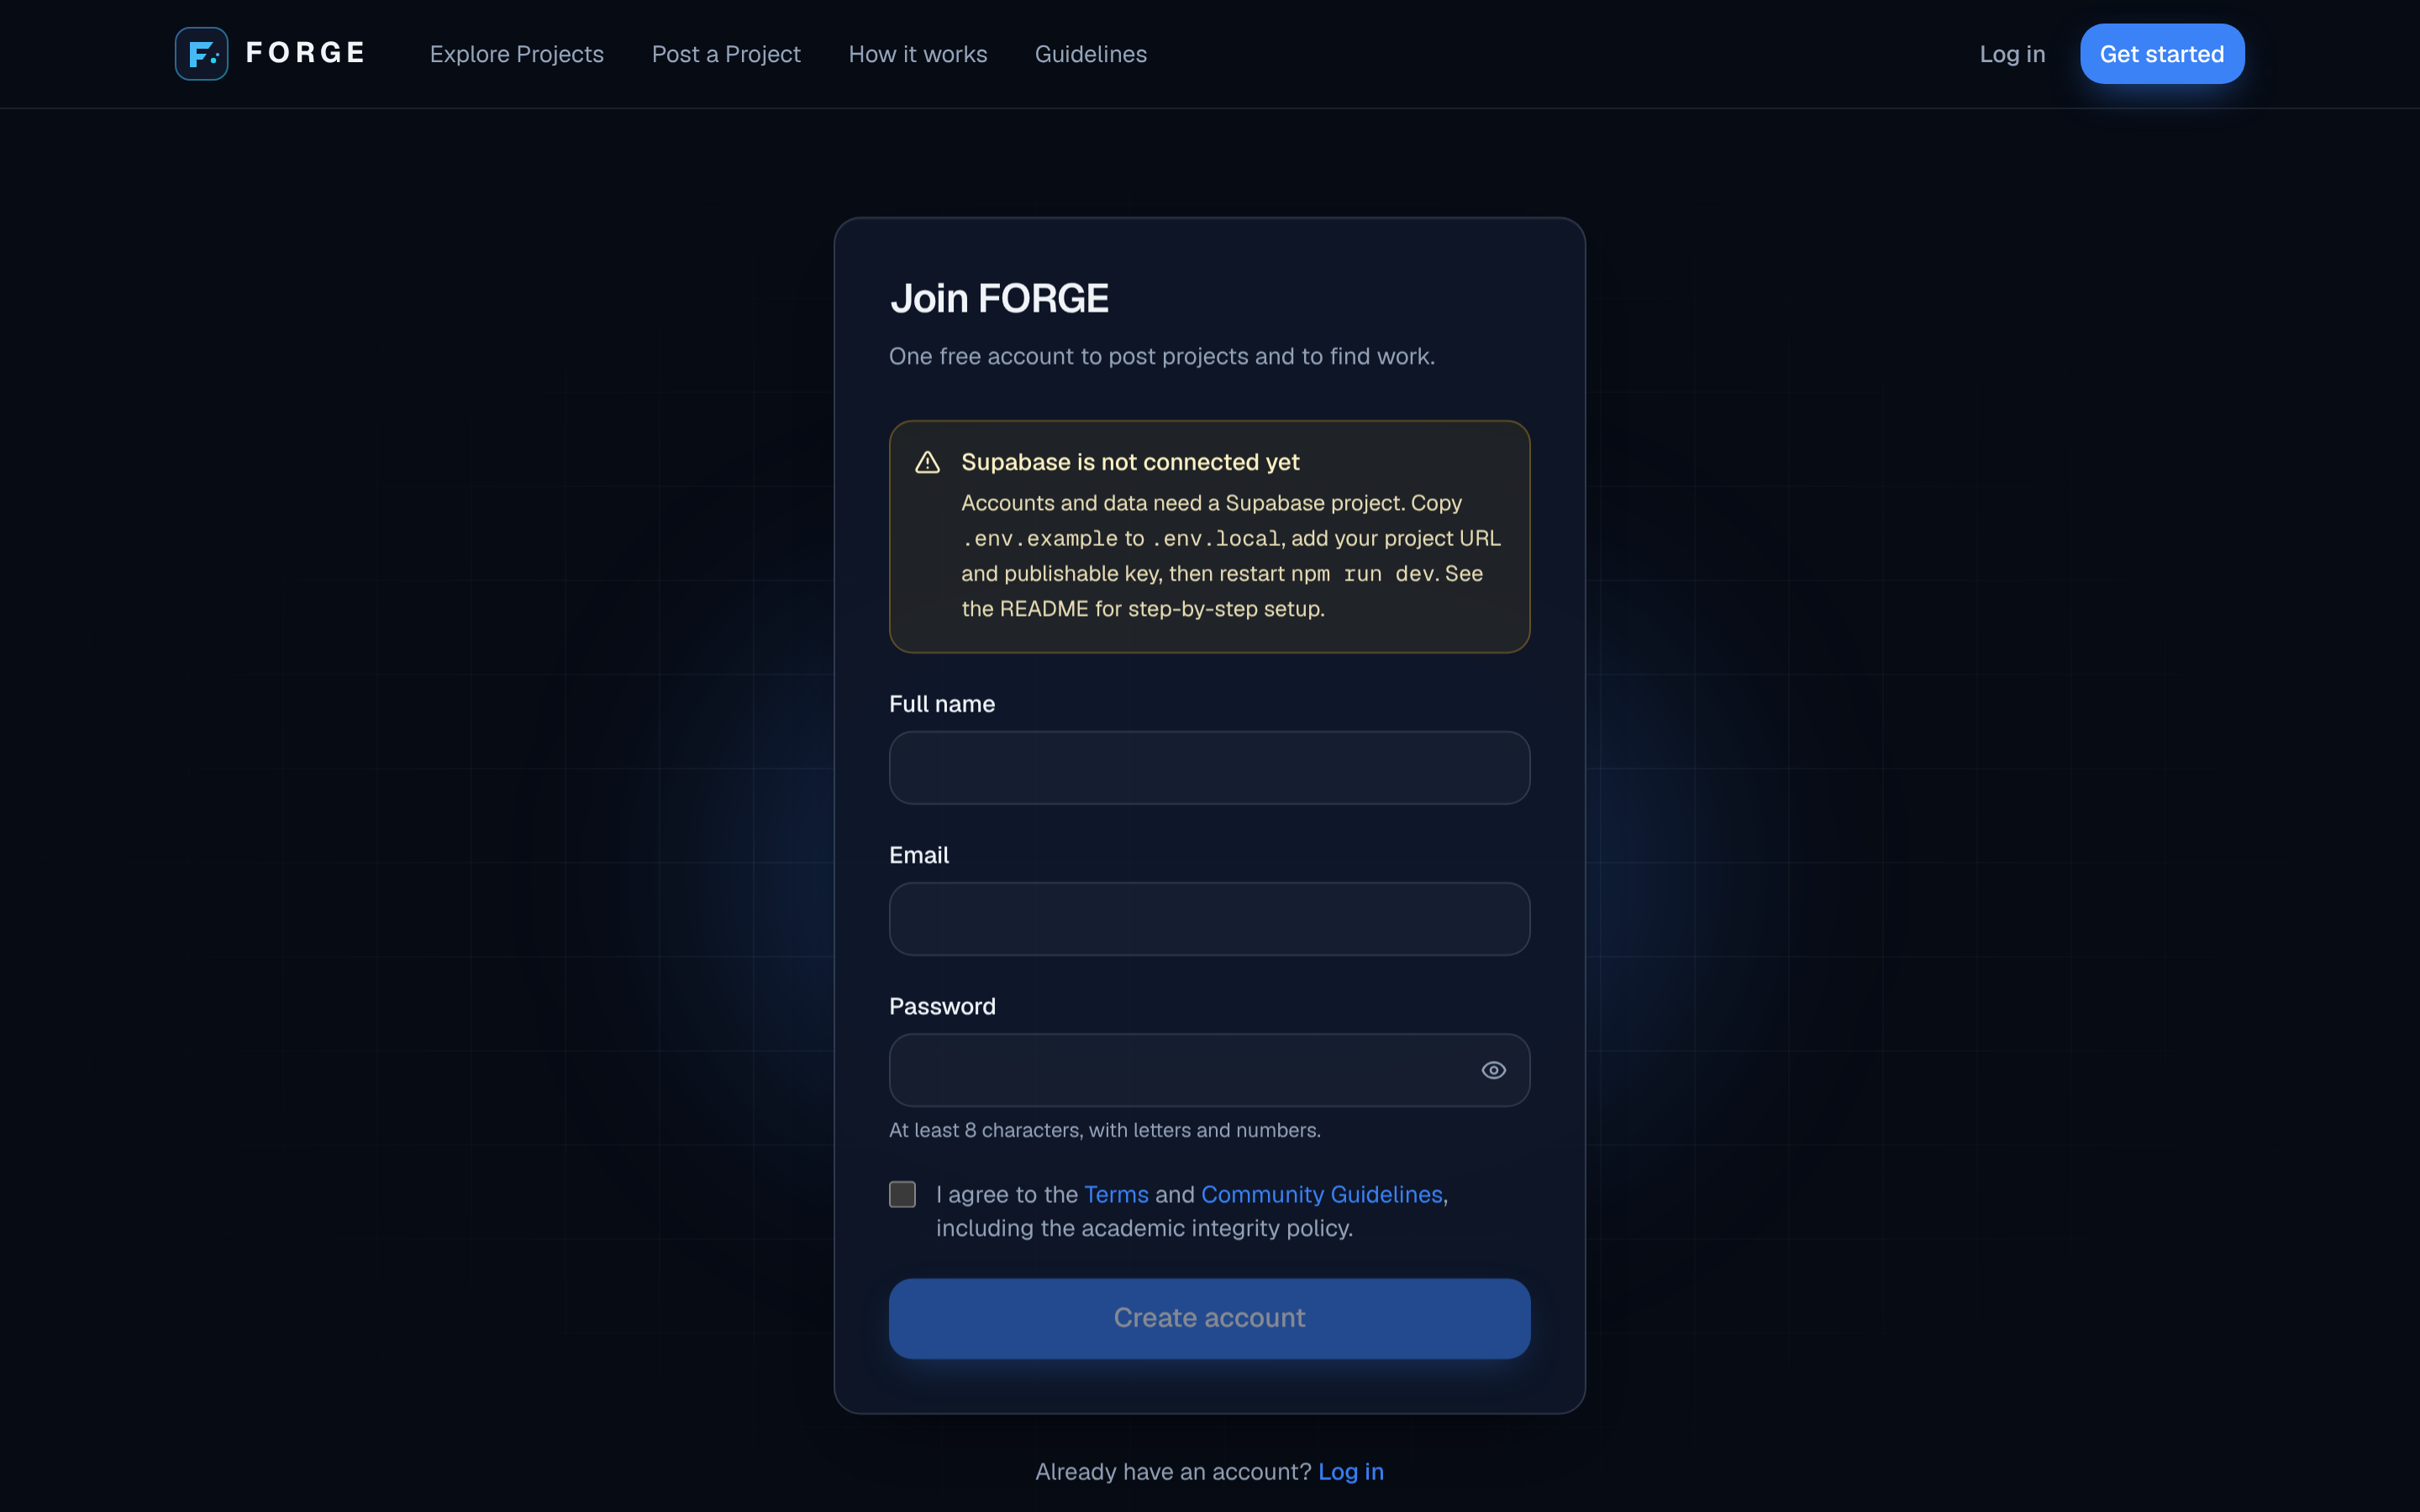 FORGE
Explore Projects
Post a Project
How it works
Guidelines
Log in
Get started
Join FORGE
One free account to post projects and to find work.
Supabase is not connected yet
Accounts and data need a Supabase project. Copy
.env.example to .env.local, add your project URL
and publishable key, then restart npm run dev. See
the README for step-by-step setup.
Full name
Email
Password
At least 8 characters, with letters and numbers.
I agree to the Terms and Community Guidelines,
including the academic integrity policy.
Create account
Already have an account? Log in